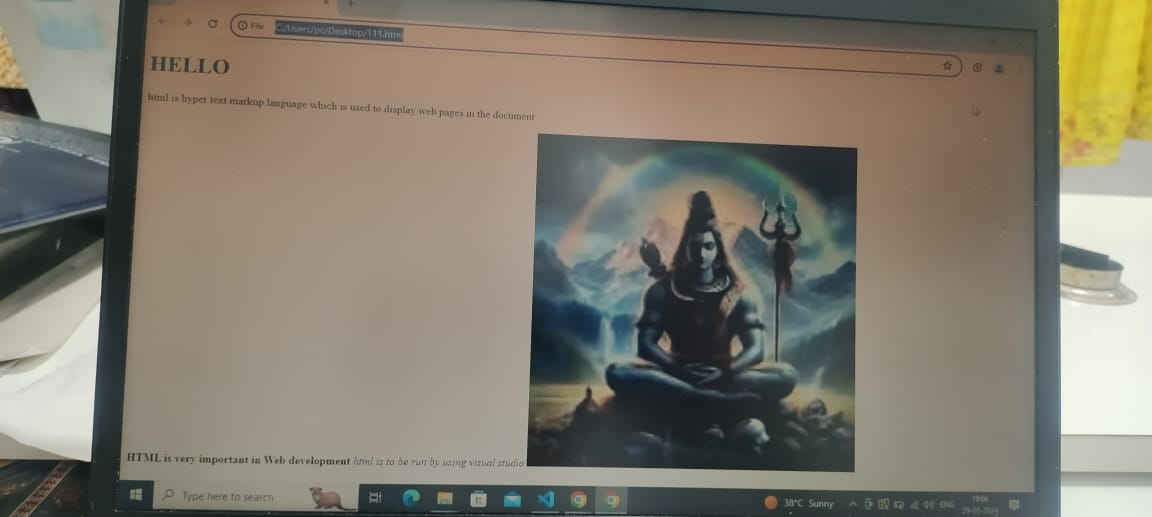 File C:/Users/pc/Desktop/111.html
HELLO
html is hyper text markup language which is used to display web pages in the document
HTML is very important in Web development html is to be run by using vizual studio
Type here to search
38°C Sunny
ENG
19:06
29-05-2024